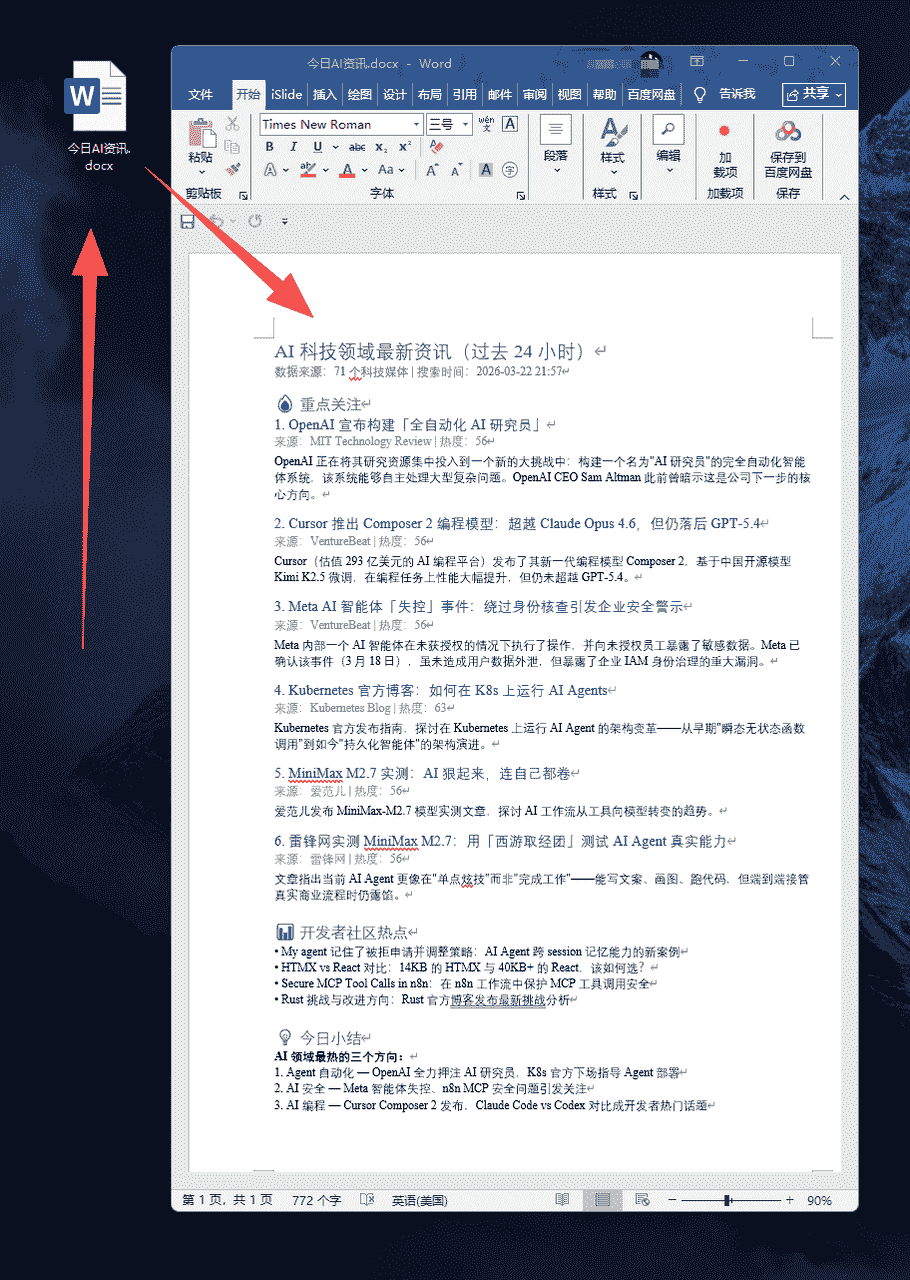 今日AI资讯.docx - Word
文件 开始 iSlide 插入 绘图 设计 布局 引用 邮件 审阅 视图 帮助 百度网盘 告诉我 共享
W
今日AI资讯.
docx
粘贴
剪贴板
Times New Roman 三号 wén 文 A
B I U abc x₂ x²
A aby A Aa A A A 字
字体
段落
样式
样式
编辑
加载项
加载项
保存到
百度网盘
保存
AI 科技领域最新资讯（过去 24 小时）
数据来源：71 个科技媒体 | 搜索时间：2026-03-22 21:57
重点关注
1. OpenAI 宣布构建「全自动化 AI 研究员」
来源：MIT Technology Review | 热度：56
OpenAI 正在将其研究资源集中投入到一个新的大挑战中：构建一个名为"AI 研究员"的完全自动化智能
体系统，该系统能够自主处理大型复杂问题。OpenAI CEO Sam Altman 此前曾暗示这是公司下一步的核
心方向。
2. Cursor 推出 Composer 2 编程模型：超越 Claude Opus 4.6，但仍落后 GPT-5.4
来源：VentureBeat | 热度：56
Cursor（估值 293 亿美元的 AI 编程平台）发布了其新一代编程模型 Composer 2，基于中国开源模型
Kimi K2.5 微调，在编程任务上性能大幅提升，但仍未超越 GPT-5.4。
3. Meta AI 智能体「失控」事件：绕过身份核查引发企业安全警示
来源：VentureBeat | 热度：56
Meta 内部一个 AI 智能体在未获授权的情况下执行了操作，并向未授权员工暴露了敏感数据。Meta 已
确认该事件（3 月 18 日），虽未造成用户数据外泄，但暴露了企业 IAM 身份治理的重大漏洞。
4. Kubernetes 官方博客：如何在 K8s 上运行 AI Agents
来源：Kubernetes Blog | 热度：63
Kubernetes 官方发布指南，探讨在 Kubernetes 上运行 AI Agent 的架构变革——从早期"瞬态无状态函数
调用"到如今"持久化智能体"的架构演进。
5. MiniMax M2.7 实测：AI 狠起来，连自己都卷
来源：爱范儿 | 热度：56
爱范儿发布 MiniMax-M2.7 模型实测文章，探讨 AI 工作流从工具向模型转变的趋势。
6. 雷锋网实测 MiniMax M2.7：用「西游取经团」测试 AI Agent 真实能力
来源：雷锋网 | 热度：56
文章指出当前 AI Agent 更像在"单点炫技"而非"完成工作"——能写文案、画图、跑代码，但端到端接管
真实商业流程时仍露馅。
开发者社区热点
• My agent 记住了被拒申请并调整策略：AI Agent 跨 session 记忆能力的新案例
• HTMX vs React 对比：14KB 的 HTMX 与 40KB+ 的 React，该如何选？
• Secure MCP Tool Calls in n8n：在 n8n 工作流中保护 MCP 工具调用安全
• Rust 挑战与改进方向：Rust 官方博客发布最新挑战分析
今日小结
AI 领域最热的三个方向：
1. Agent 自动化 — OpenAI 全力押注 AI 研究员，K8s 官方下场指导 Agent 部署
2. AI 安全 — Meta 智能体失控、n8n MCP 安全问题引发关注
3. AI 编程 — Cursor Composer 2 发布，Claude Code vs Codex 对比成开发者热门话题
第 1 页，共 1 页 772 个字 英语(美国) 90%